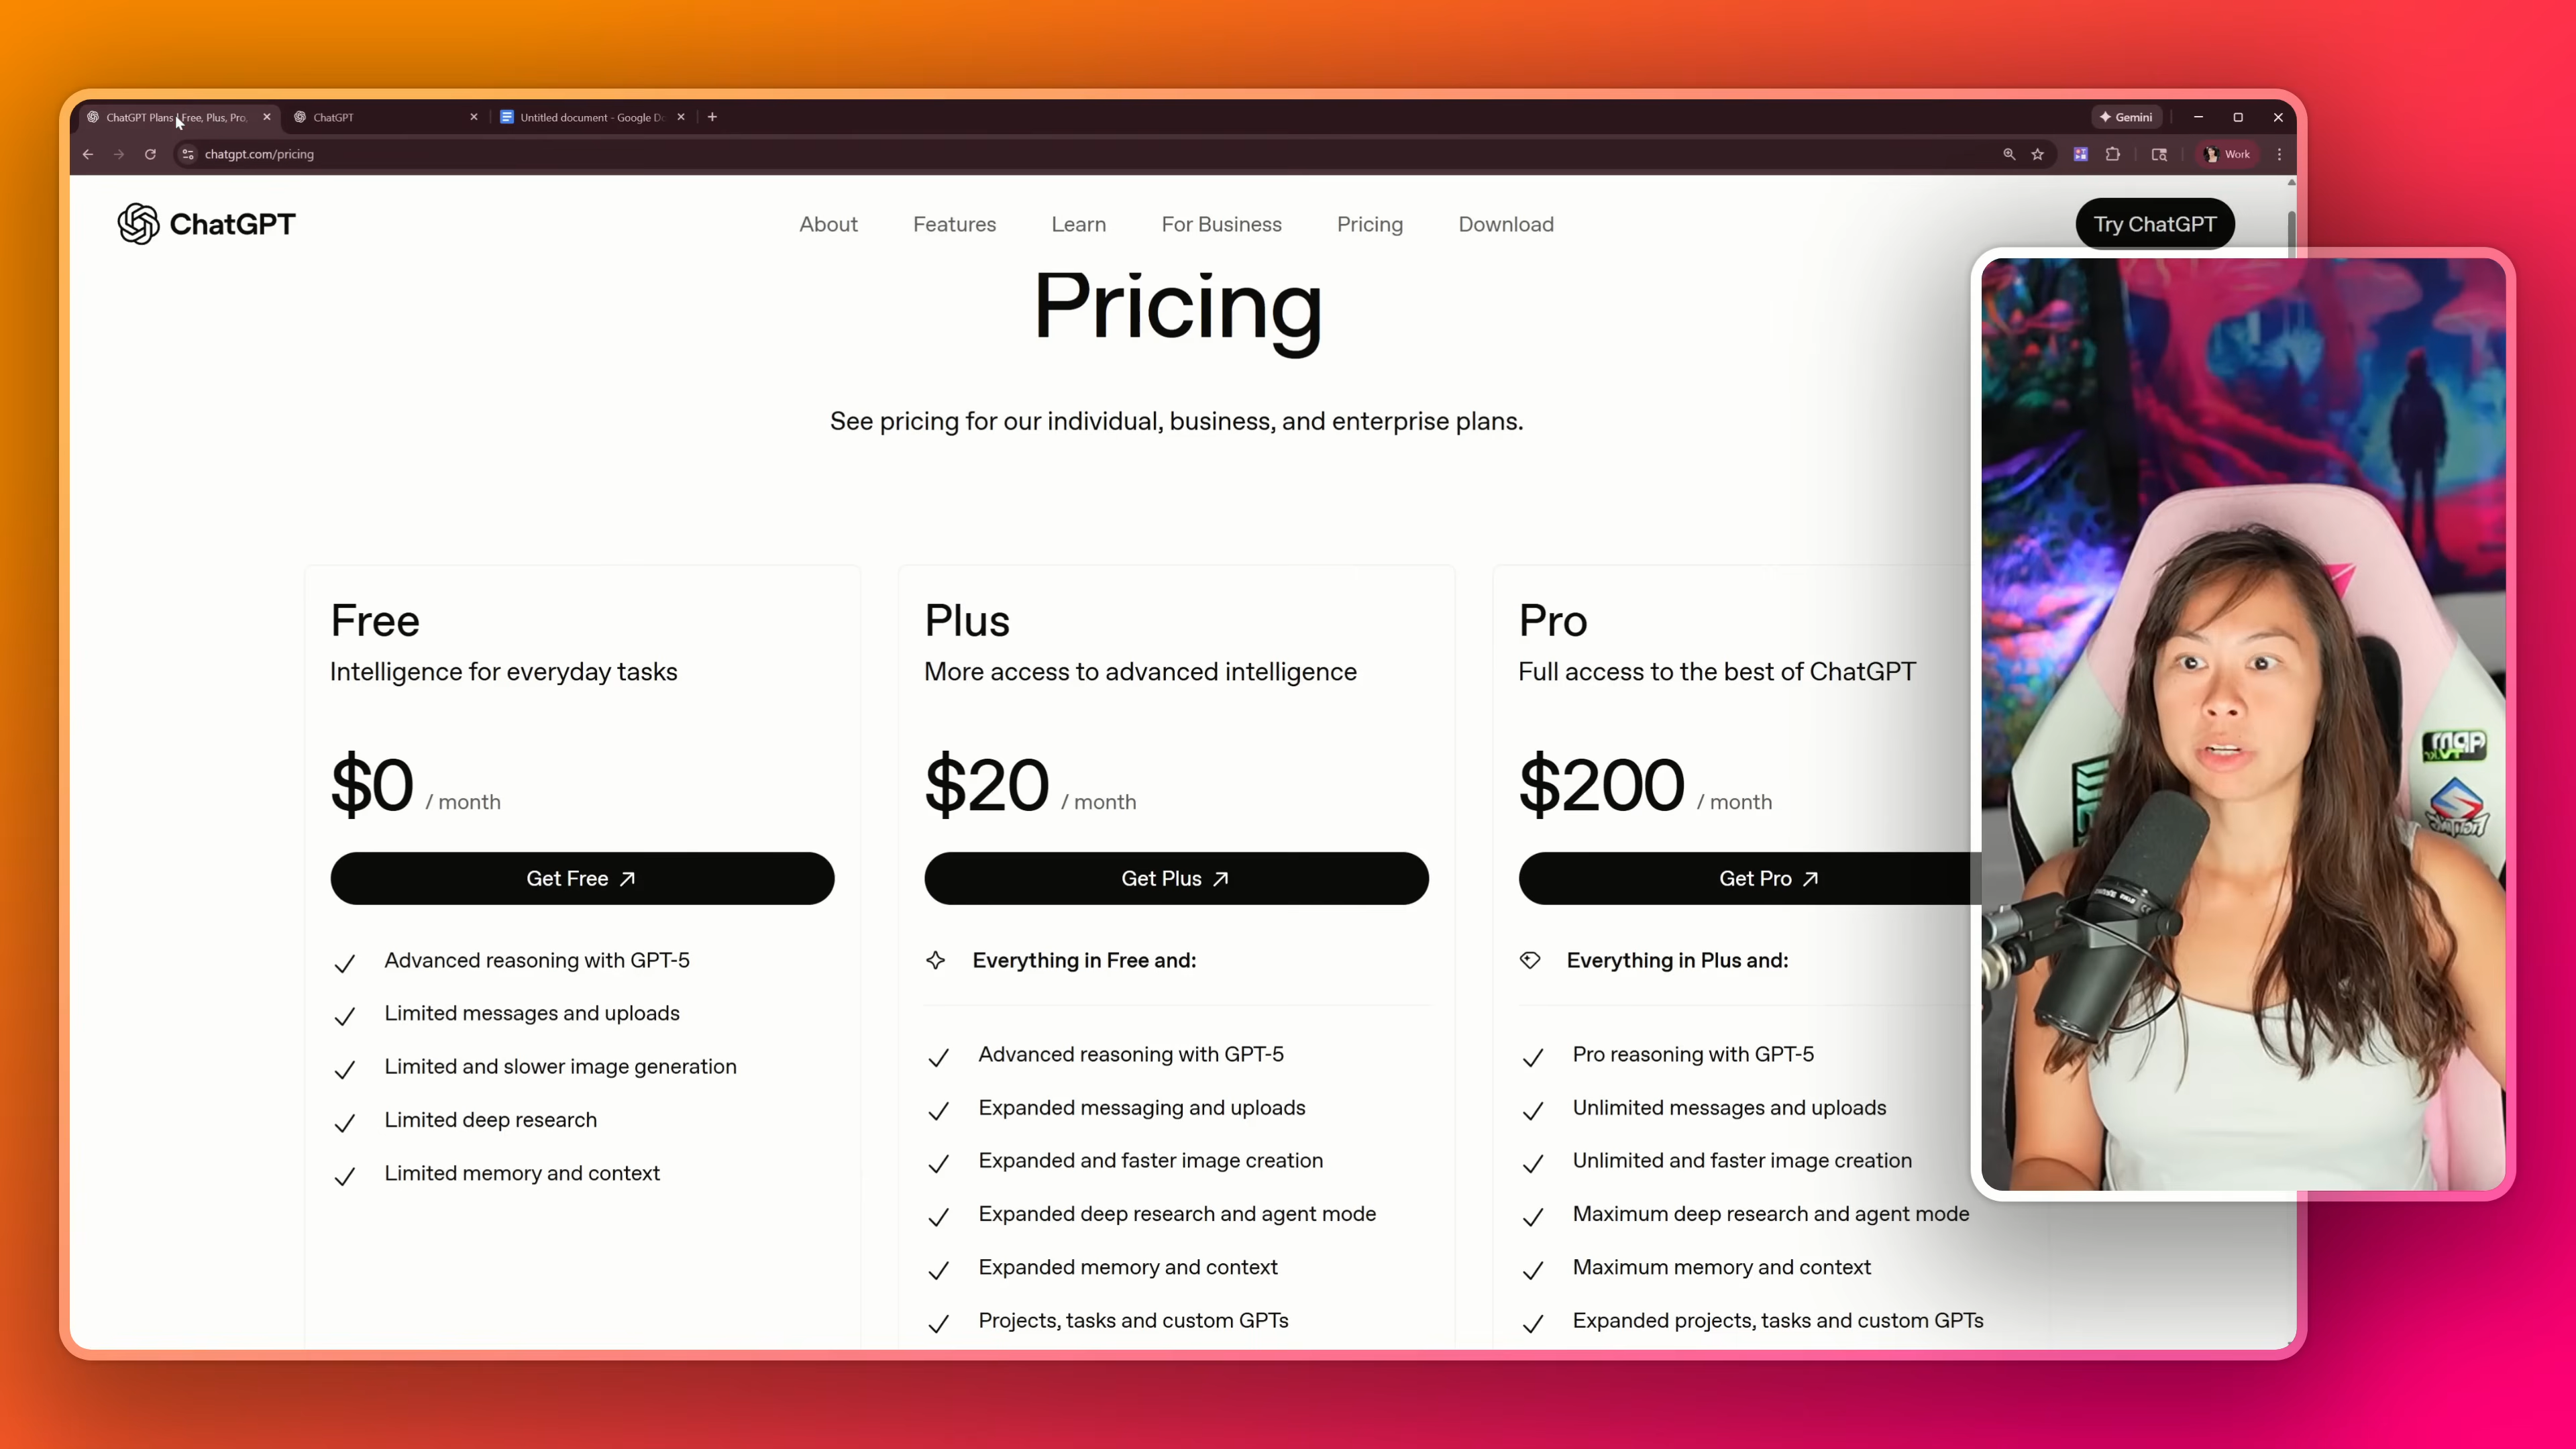 ChatGPT Plans | Free, Plus, Pro,
ChatGPT
Untitled document - Google Do
Gemini
chatgpt.com/pricing
Work
ChatGPT
About
Features
Learn
For Business
Pricing
Download
Try ChatGPT
Pricing
See pricing for our individual, business, and enterprise plans.
Free
Intelligence for everyday tasks
$0 / month
Get Free
Advanced reasoning with GPT-5
Limited messages and uploads
Limited and slower image generation
Limited deep research
Limited memory and context
Plus
More access to advanced intelligence
$20 / month
Get Plus
Everything in Free and:
Advanced reasoning with GPT-5
Expanded messaging and uploads
Expanded and faster image creation
Expanded deep research and agent mode
Expanded memory and context
Projects, tasks and custom GPTs
Pro
Full access to the best of ChatGPT
$200 / month
Get Pro
Everything in Plus and:
Pro reasoning with GPT-5
Unlimited messages and uploads
Unlimited and faster image creation
Maximum deep research and agent mode
Maximum memory and context
Expanded projects, tasks and custom GPTs